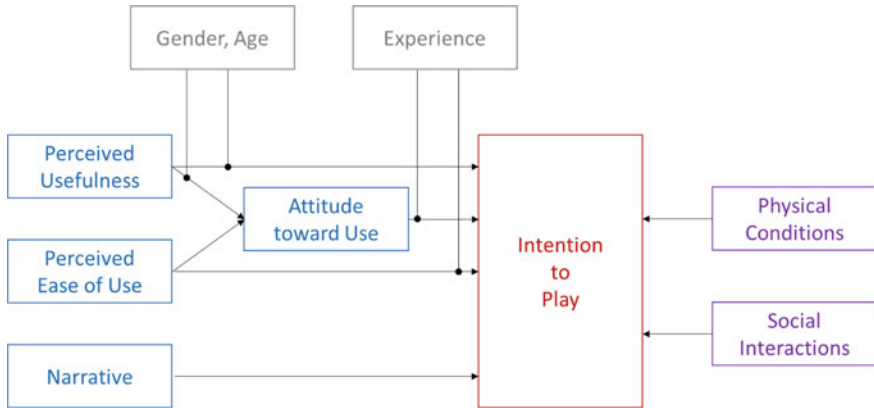 Gender, Age
Experience
Perceived
Usefulness
Attitude
toward Use
Perceived
Ease of Use
Narrative
Intention
to
Play
Physical
Conditions
Social
Interactions